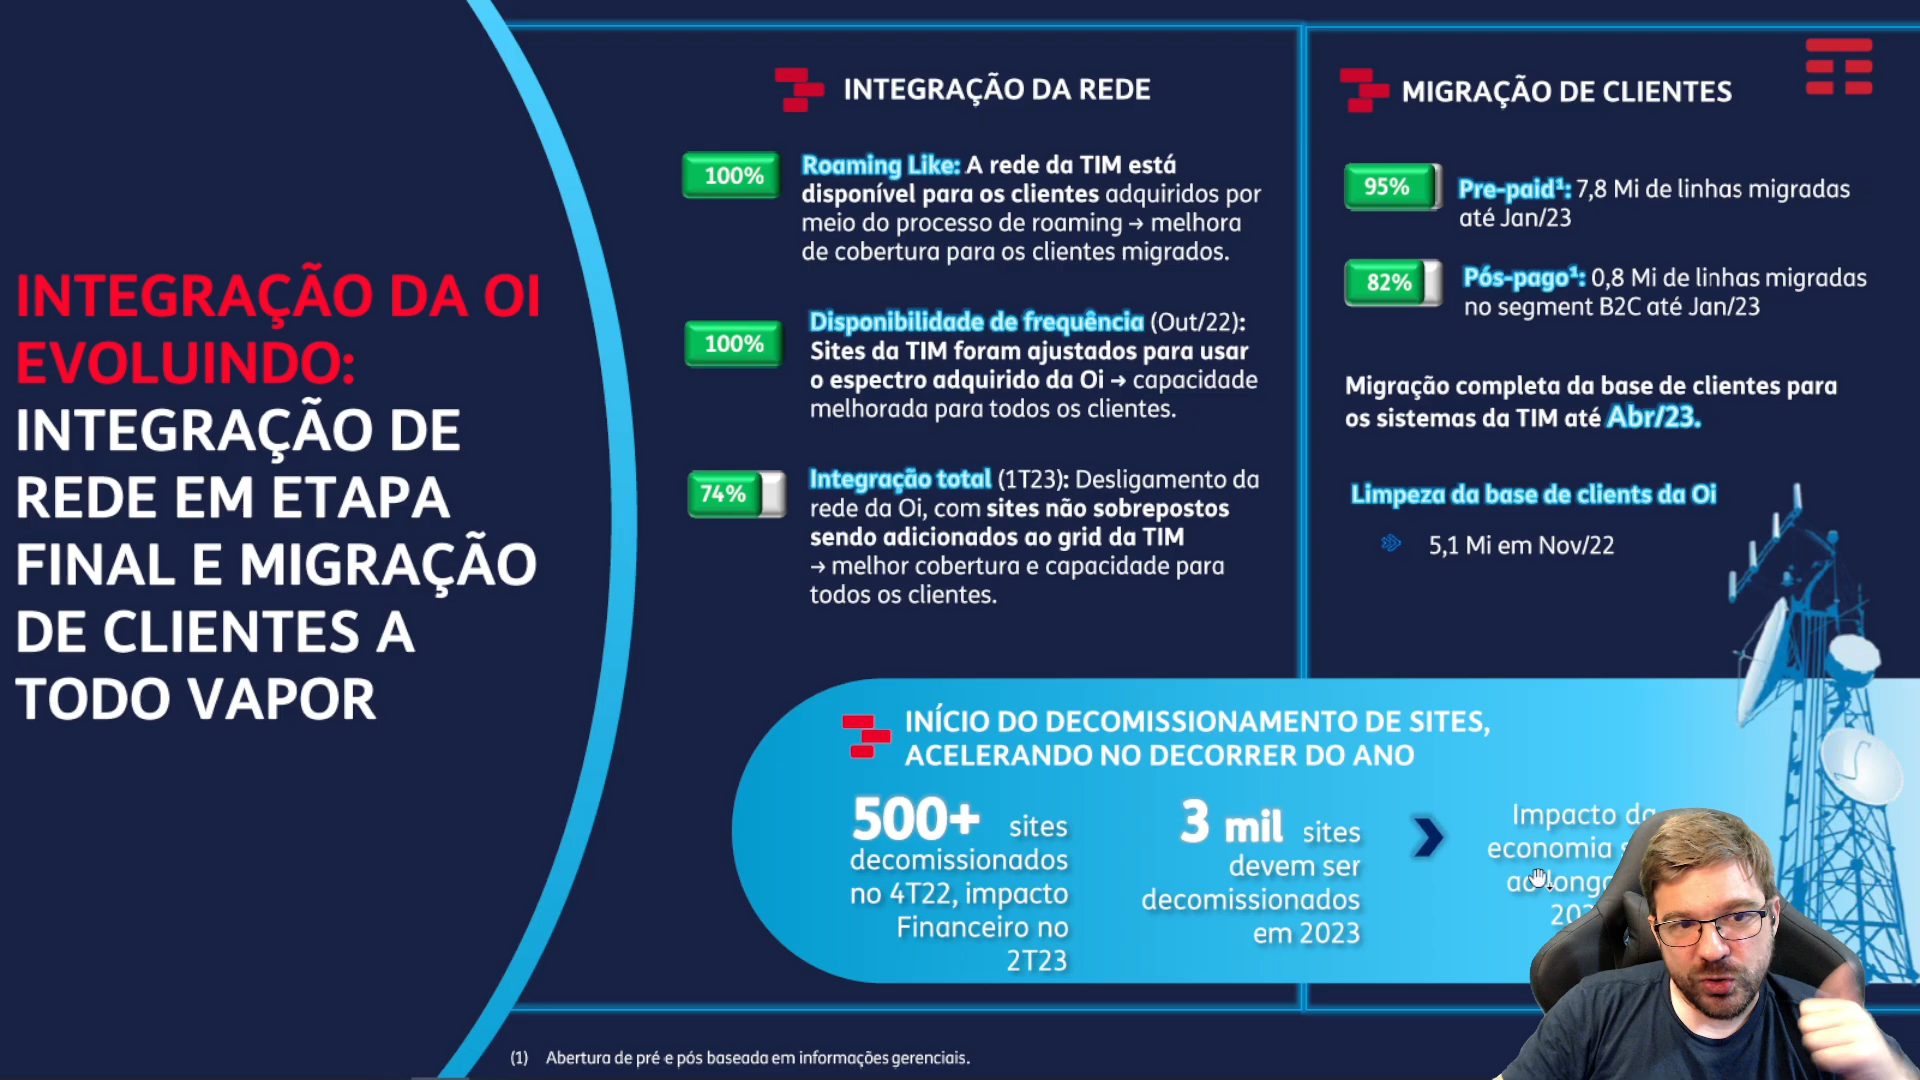 INTEGRAÇÃO DA OI
EVOLUINDO:
INTEGRAÇÃO DE
REDE EM ETAPA
FINAL E MIGRAÇÃO
DE CLIENTES A
TODO VAPOR
INTEGRAÇÃO DA REDE
100%
Roaming Like: A rede da TIM está
disponível para os clientes adquiridos por
meio do processo de roaming → melhora
de cobertura para os clientes migrados.
100%
Disponibilidade de frequência (Out/22):
Sites da TIM foram ajustados para usar
o espectro adquirido da Oi → capacidade
melhorada para todos os clientes.
74%
Integração total (1T23): Desligamento da
rede da Oi, com sites não sobrepostos
sendo adicionados ao grid da TIM
→ melhor cobertura e capacidade para
todos os clientes.
MIGRAÇÃO DE CLIENTES
95%
Pre-paid¹: 7,8 Mi de linhas migradas
até Jan/23
82%
Pós-pago¹: 0,8 Mi de linhas migradas
no segment B2C até Jan/23
Migração completa da base de clientes para
os sistemas da TIM até Abr/23.
Limpeza da base de clients da Oi
5,1 Mi em Nov/22
INÍCIO DO DECOMISSIONAMENTO DE SITES,
ACELERANDO NO DECORRER DO ANO
500+ sites
decomissionados
no 4T22, impacto
Financeiro no
2T23
3 mil sites
devem ser
decomissionados
em 2023
Impacto da
economia
ao longo
(1) Abertura de pré e pós baseada em informações gerenciais.